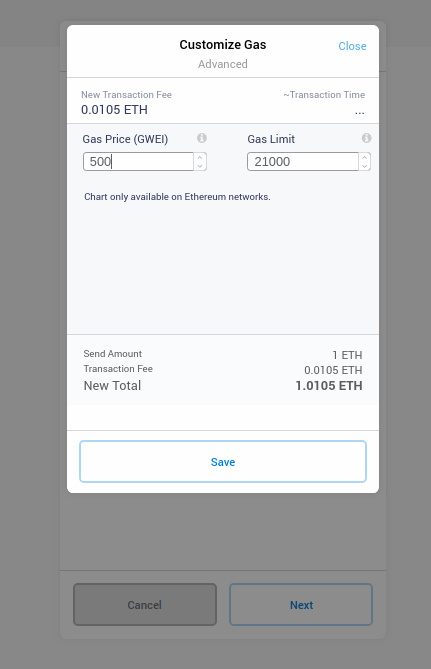 Customize Gas
Close
Advanced
New Transaction Fee
~Transaction Time
0.0105 ETH
...
Gas Price (GWEI)
Gas Limit
500
21000
Chart only available on Ethereum networks.
Send Amount
1 ETH
Transaction Fee
0.0105 ETH
New Total
1.0105 ETH
Save
Cancel
Next